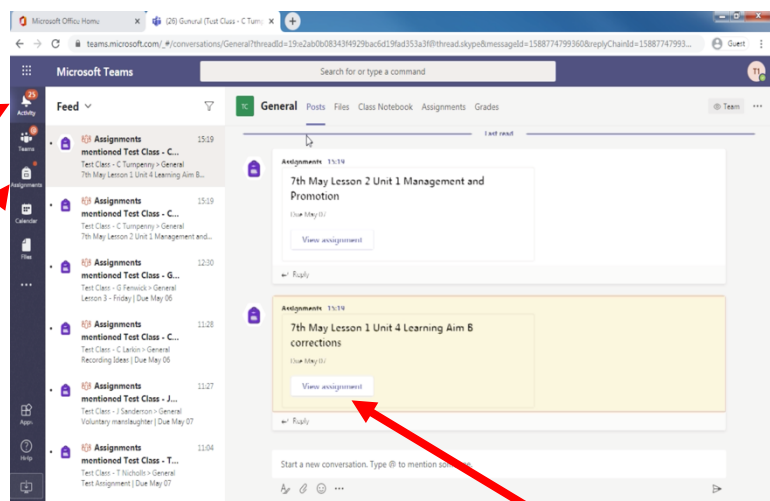 Microsoft Office Home
(26) General (Test Class - C Turnp
teams.microsoft.com/_#/conversations/General?threadId=19:e2ab0b08343f4929bac6d19fad353a3f@thread.skype&messageId=1588774799360&replyChainId=15887747993...
Guest
Microsoft Teams
Search for or type a command
TL
25
Activity
Teams
Assignments
Calendar
Files
...
Apps
Help
Feed
Assignments 15:19
mentioned Test Class - C...
Test Class - C Turnpenny > General
7th May Lesson 1 Unit 4 Learning Aim B...
Assignments 15:19
mentioned Test Class - C...
Test Class - C Turnpenny > General
7th May Lesson 2 Unit 1 Management and...
Assignments 12:30
mentioned Test Class - G...
Test Class - G Fenwick > General
Lesson 3 - Friday | Due May 06
Assignments 11:28
mentioned Test Class - C...
Test Class - C Larkin > General
Recording Ideas | Due May 06
Assignments 11:27
mentioned Test Class - J...
Test Class - J Sanderson > General
Voluntary manslaughter | Due May 07
Assignments 11:04
mentioned Test Class - T...
Test Class - T Nicholls > General
Test Assignment | Due May 07
TC General Posts Files Class Notebook Assignments Grades
Team
Last read
Assignments 15:19
7th May Lesson 2 Unit 1 Management and
Promotion
Due May 07
View assignment
Reply
Assignments 15:19
7th May Lesson 1 Unit 4 Learning Aim B
corrections
Due May 07
View assignment
Reply
Start a new conversation. Type @ to mention